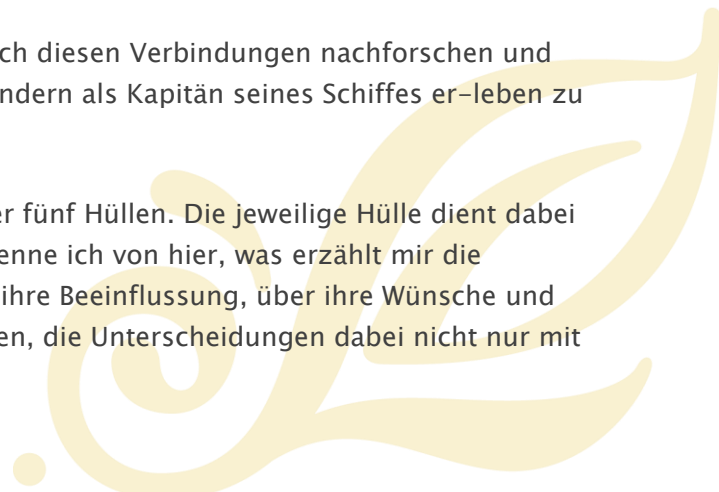 ch diesen Verbindungen nachforschen und
ndern als Kapitän seines Schiffes er-leben zu
er fünf Hüllen. Die jeweilige Hülle dient dabei
enne ich von hier, was erzählt mir die
ihre Beeinflussung, über ihre Wünsche und
en, die Unterscheidungen dabei nicht nur mit